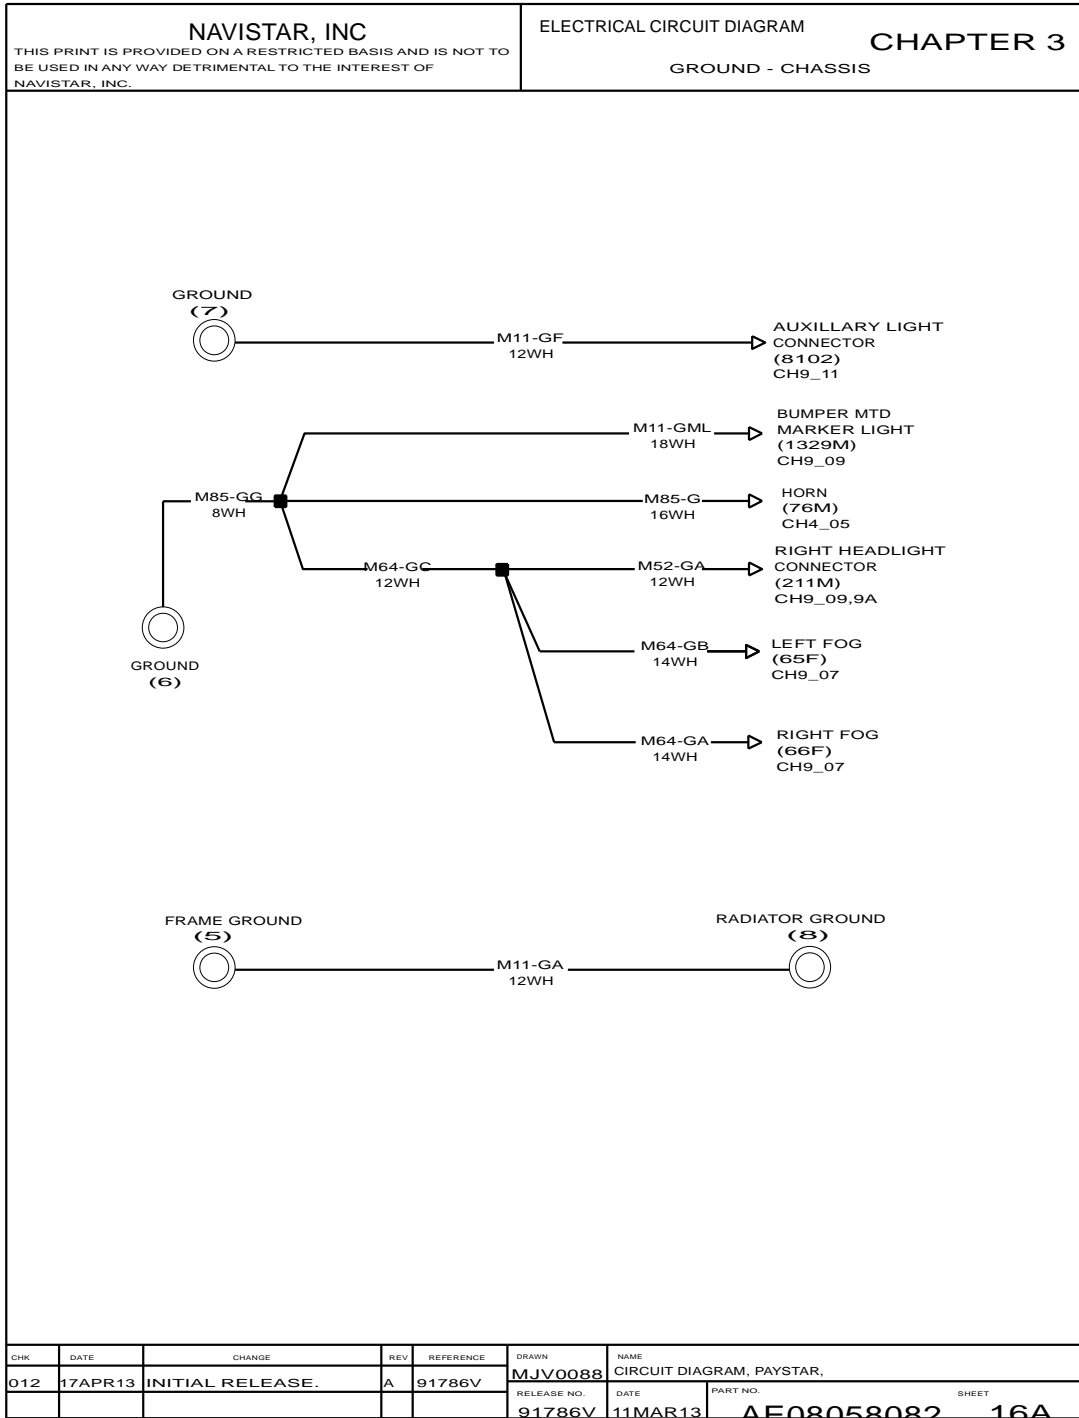 NAVISTAR, INC
THIS PRINT IS PROVIDED ON A RESTRICTED BASIS AND IS NOT TO
BE USED IN ANY WAY DETRIMENTAL TO THE INTEREST OF
NAVISTAR, INC.
ELECTRICAL CIRCUIT DIAGRAM
CHAPTER 3
GROUND - CHASSIS
GROUND
(7)
M11-GF
12WH
AUXILLARY LIGHT
CONNECTOR
(8102)
CH9_11
M11-GML
18WH
BUMPER MTD
MARKER LIGHT
(1329M)
CH9_09
M85-GG
8WH
M85-G
16WH
HORN
(76M)
CH4_05
M64-GC
12WH
M52-GA
12WH
RIGHT HEADLIGHT
CONNECTOR
(211M)
CH9_09,9A
GROUND
(6)
M64-GB
14WH
LEFT FOG
(65F)
CH9_07
M64-GA
14WH
RIGHT FOG
(66F)
CH9_07
FRAME GROUND
(5)
M11-GA
12WH
RADIATOR GROUND
(8)
CHK DATE CHANGE REV REFERENCE
012 17APR13 INITIAL RELEASE. A 91786V
DRAWN
MJV0088
NAME
CIRCUIT DIAGRAM, PAYSTAR,
RELEASE NO.
91786V
DATE
11MAR13
PART NO.
AE08058082
SHEET
16A